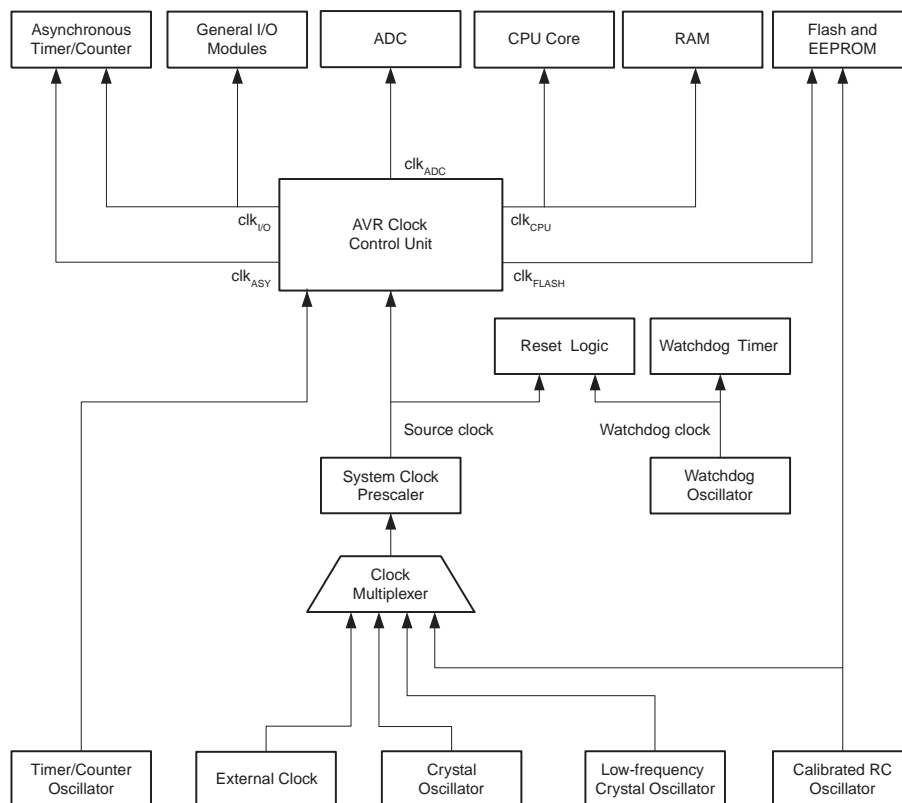 Asynchronous
Timer/Counter
General I/O
Modules
ADC
CPU Core
RAM
Flash and
EEPROM
clkADC
AVR Clock
Control Unit
clkI/O
clkCPU
clkASY
clkFLASH
Reset Logic
Watchdog Timer
Source clock
Watchdog clock
System Clock
Prescaler
Watchdog
Oscillator
Clock
Multiplexer
Timer/Counter
Oscillator
External Clock
Crystal
Oscillator
Low-frequency
Crystal Oscillator
Calibrated RC
Oscillator